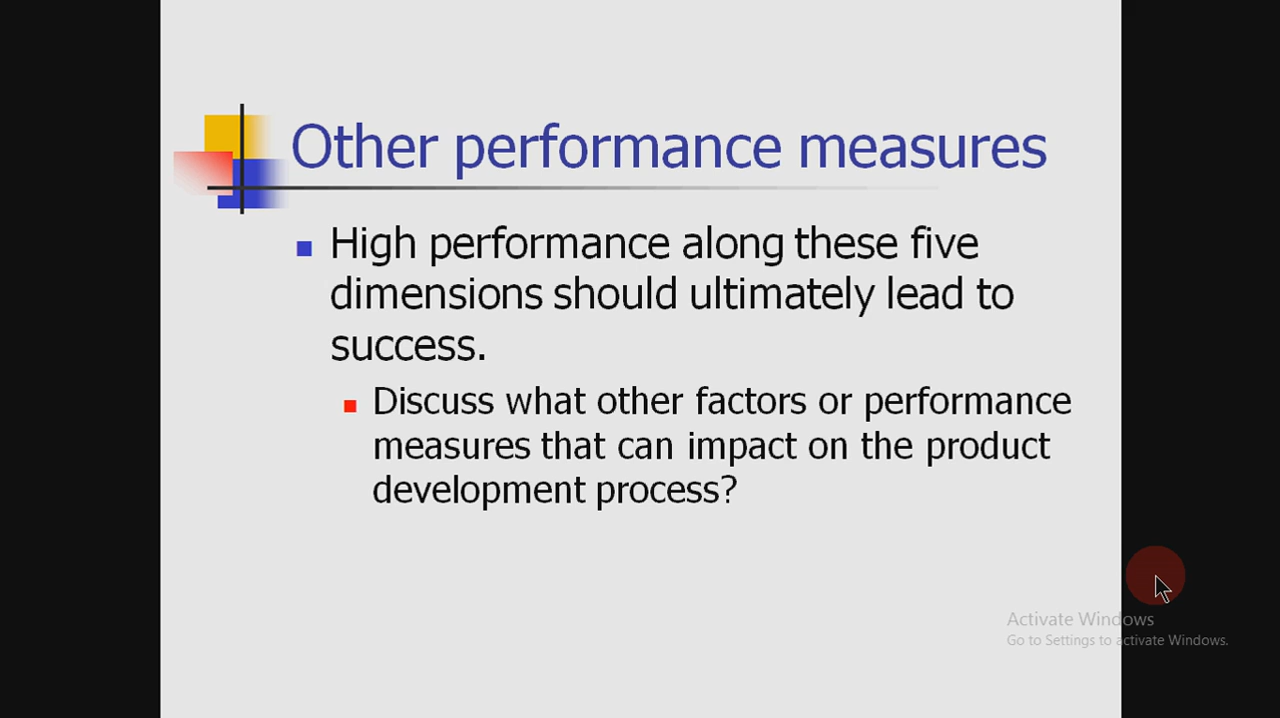 Other performance measures
High performance along these five
dimensions should ultimately lead to
success.
Discuss what other factors or performance
measures that can impact on the product
development process?
Activate Windows
Go to Settings to activate Windows.